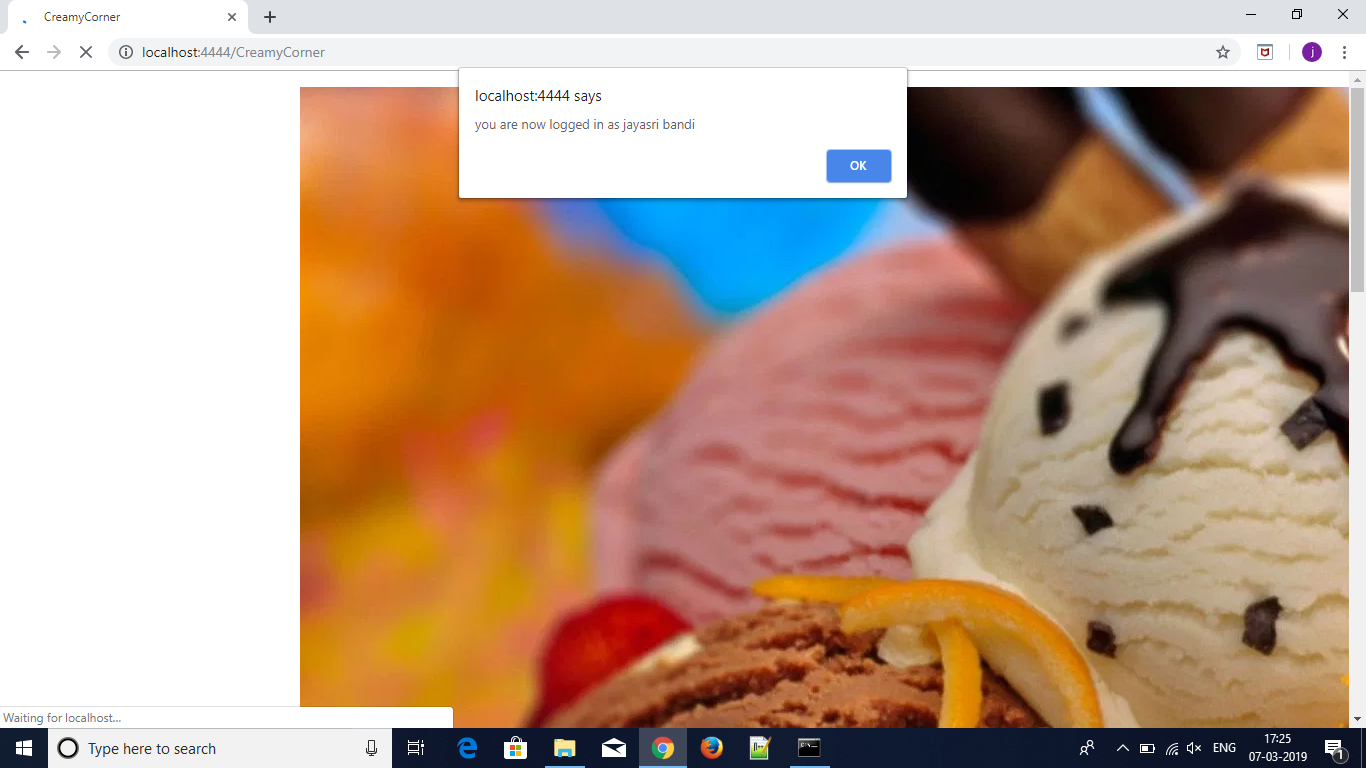 CreamyCorner
localhost:4444/CreamyCorner
j
localhost:4444 says
you are now logged in as jayasri bandi
OK
Waiting for localhost...
Type here to search
ENG
17:25
07-03-2019
1